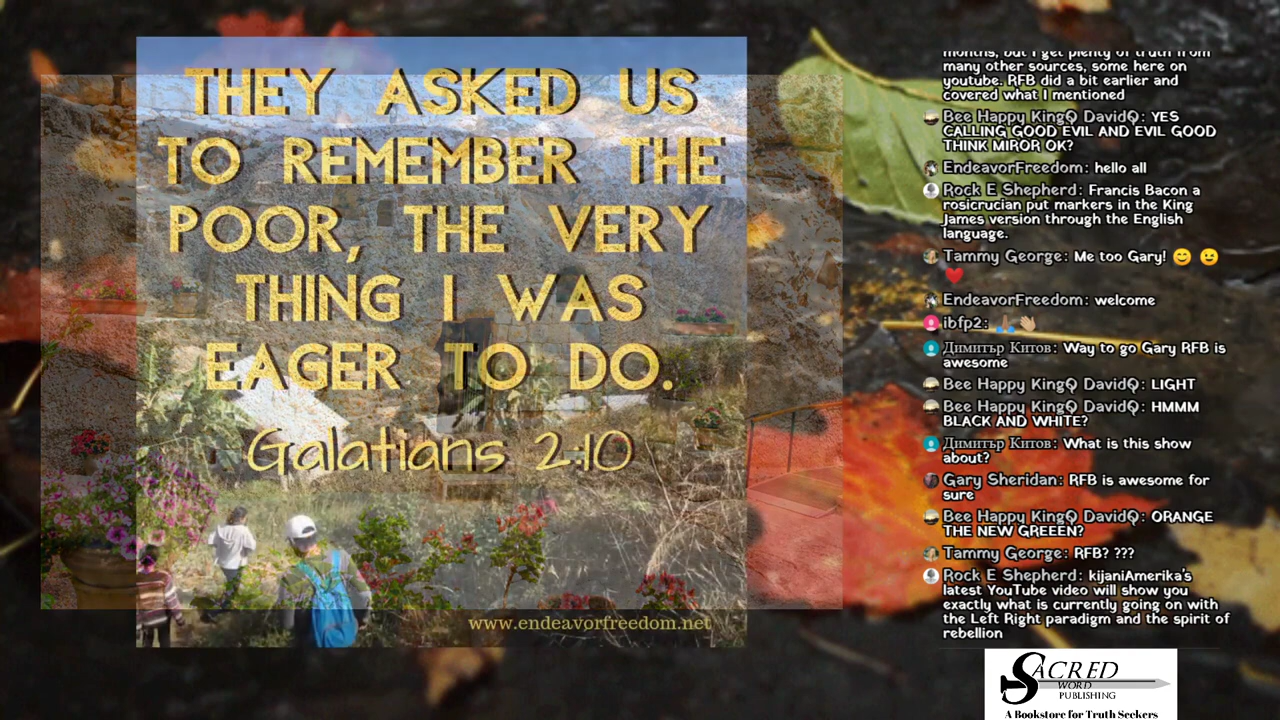 THEY ASKED US
TO REMEMBER THE
POOR, THE VERY
THING I WAS
EAGER TO DO.
Galatians 2:10
www.endeavorfreedom.net
months, but I get plenty of truth from
many other sources, some here on
youtube. RFB did a bit earlier and
covered what I mentioned
Bee Happy KingQ DavidQ: YES
CALLING GOOD EVIL AND EVIL GOOD
THINK MIROR OK?
EndeavorFreedom: hello all
Rock E Shepherd: Francis Bacon a
rosicrucian put markers in the King
James version through the English
language.
Tammy George: Me too Gary! 😊 😉
❤️
EndeavorFreedom: welcome
ibfp2: 🙏🏾 👋🏼
Димитър Китов: Way to go Gary RFB is
awesome
Bee Happy KingQ DavidQ: LIGHT
Bee Happy KingQ DavidQ: HMMM
BLACK AND WHITE?
Димитър Китов: What is this show
about?
Gary Sheridan: RFB is awesome for
sure
Bee Happy KingQ DavidQ: ORANGE
THE NEW GREEEN?
Tammy George: RFB? ???
Rock E Shepherd: kijaniAmerika's
latest YouTube video will show you
exactly what is currently going on with
the Left Right paradigm and the spirit of
rebellion
SACRED
WORD
PUBLISHING
A Bookstore for Truth Seekers